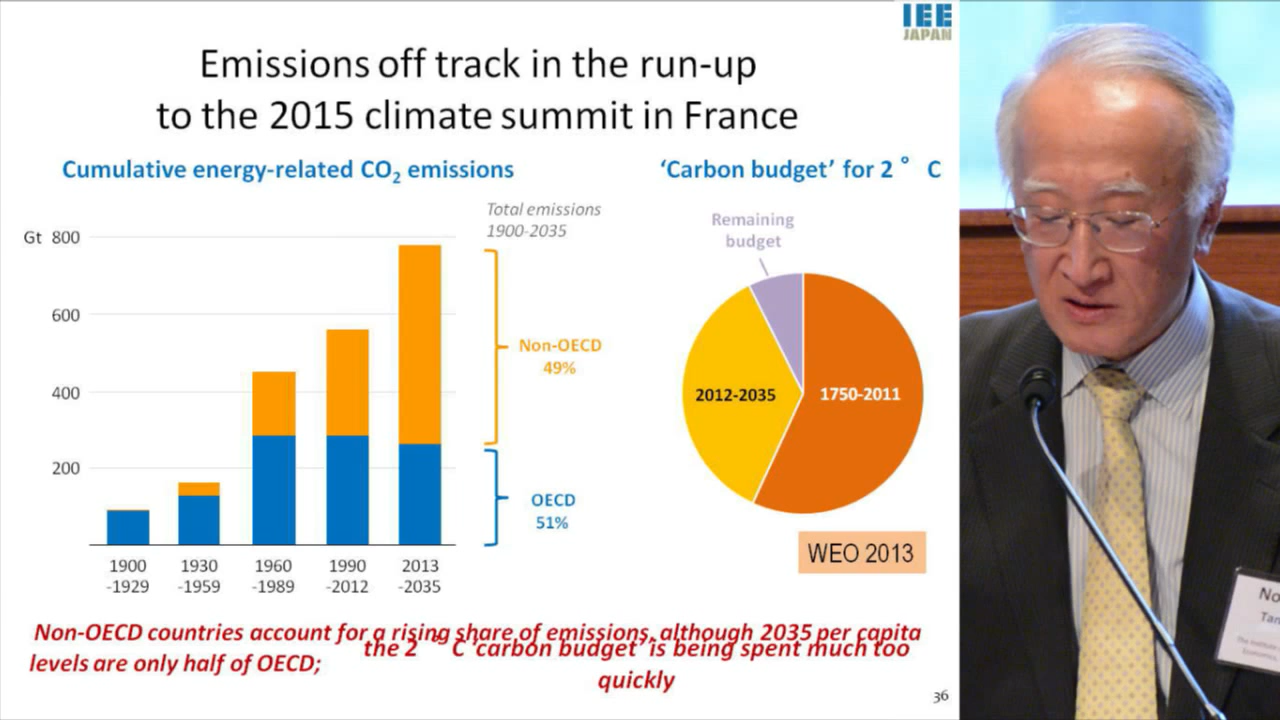 IEE
JAPAN
Emissions off track in the run-up
to the 2015 climate summit in France
Cumulative energy-related CO₂ emissions
‘Carbon budget’ for 2 ° C
Total emissions
1900-2035
Gt 800
600
400
200
Non-OECD
49%
OECD
51%
1900
-1929
1930
-1959
1960
-1989
1990
-2012
2013
-2035
Remaining
budget
2012-2035
1750-2011
WEO 2013
Non-OECD countries account for a rising share of emissions, although 2035 per capita
levels are only half of OECD;
the 2 ° C ‘carbon budget’ is being spent much too
quickly
36
No
Tan